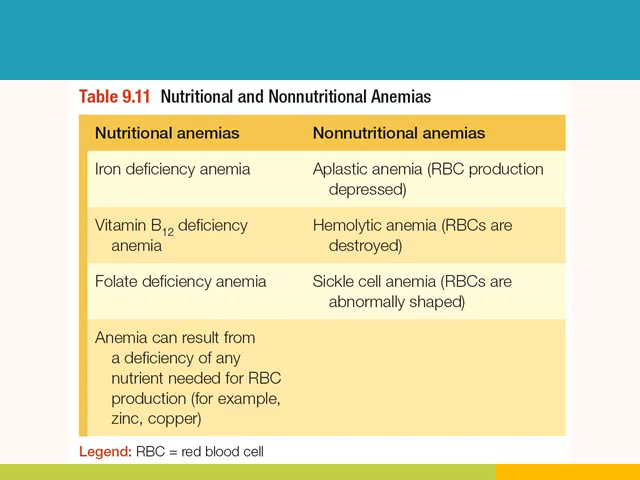 Table 9.11 Nutritional and Nonnutritional Anemias
Nutritional anemias
Nonnutritional anemias
Iron deficiency anemia
Aplastic anemia (RBC production
depressed)
Vitamin B12 deficiency
anemia
Hemolytic anemia (RBCs are
destroyed)
Folate deficiency anemia
Sickle cell anemia (RBCs are
abnormally shaped)
Anemia can result from
a deficiency of any
nutrient needed for RBC
production (for example,
zinc, copper)
Legend: RBC = red blood cell